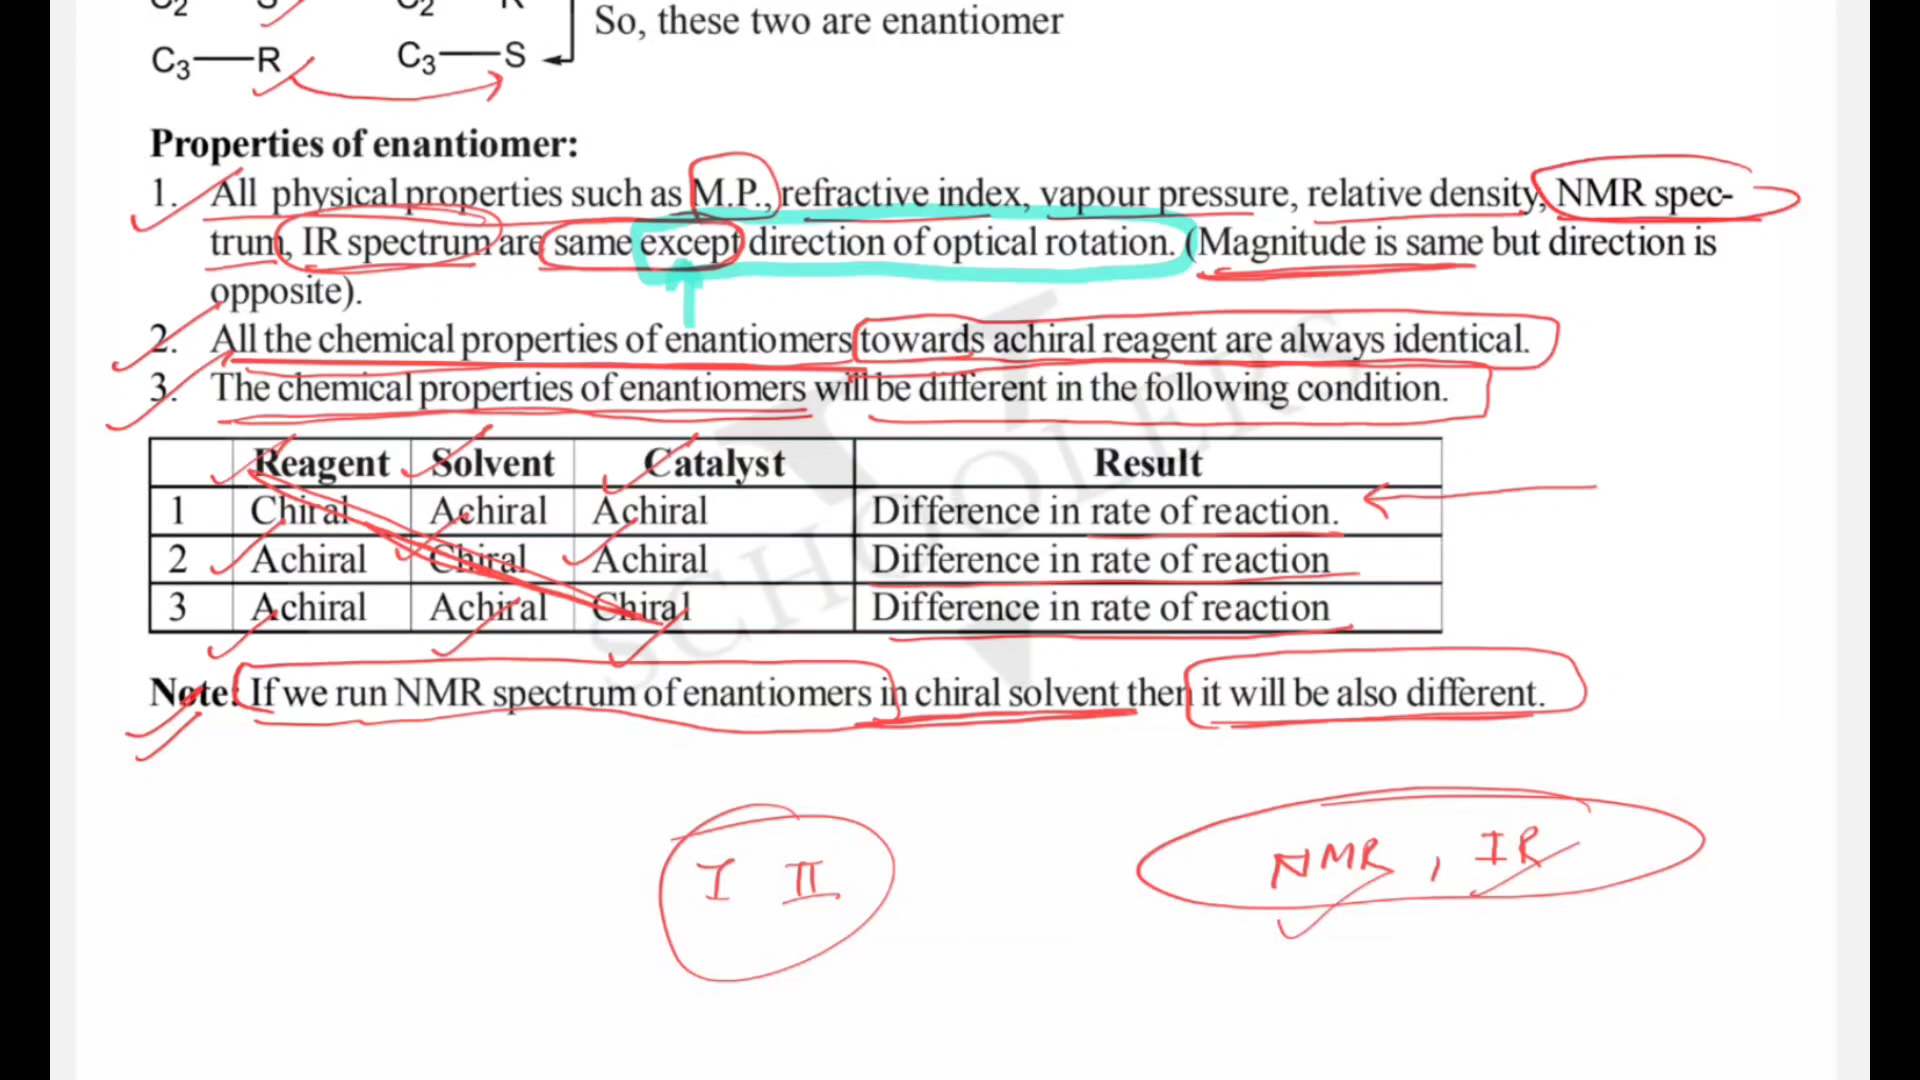 C2 S C2 R
So, these two are enantiomer
C3—R C3—S
Properties of enantiomer:
1. All physical properties such as M.P., refractive index, vapour pressure, relative density, NMR spec-
trum, IR spectrum are same except direction of optical rotation. (Magnitude is same but direction is
opposite).
2. All the chemical properties of enantiomers towards achiral reagent are always identical.
3. The chemical properties of enantiomers will be different in the following condition.
Reagent Solvent Catalyst Result
1 Chiral Achiral Achiral Difference in rate of reaction.
2 Achiral Chiral Achiral Difference in rate of reaction
3 Achiral Achiral Chiral Difference in rate of reaction
Note: If we run NMR spectrum of enantiomers in chiral solvent then it will be also different.
I II
NMR, IR